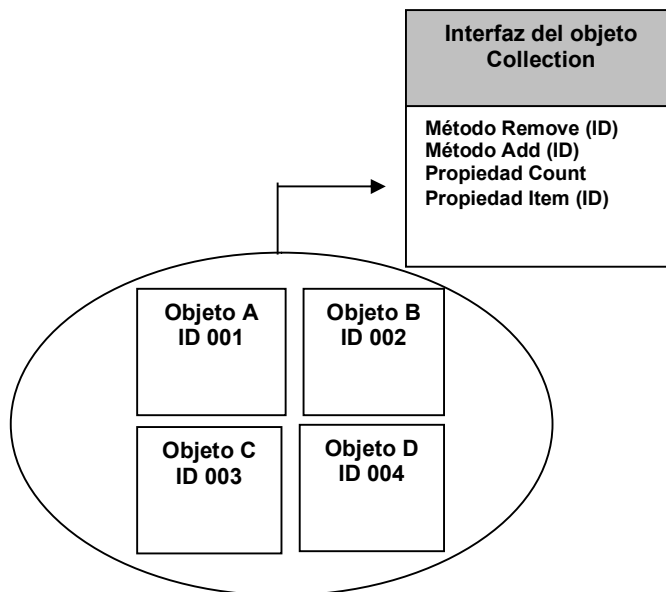 Interfaz del objeto
Collection
Método Remove (ID)
Método Add (ID)
Propiedad Count
Propiedad Item (ID)
Objeto A
ID 001
Objeto B
ID 002
Objeto C
ID 003
Objeto D
ID 004